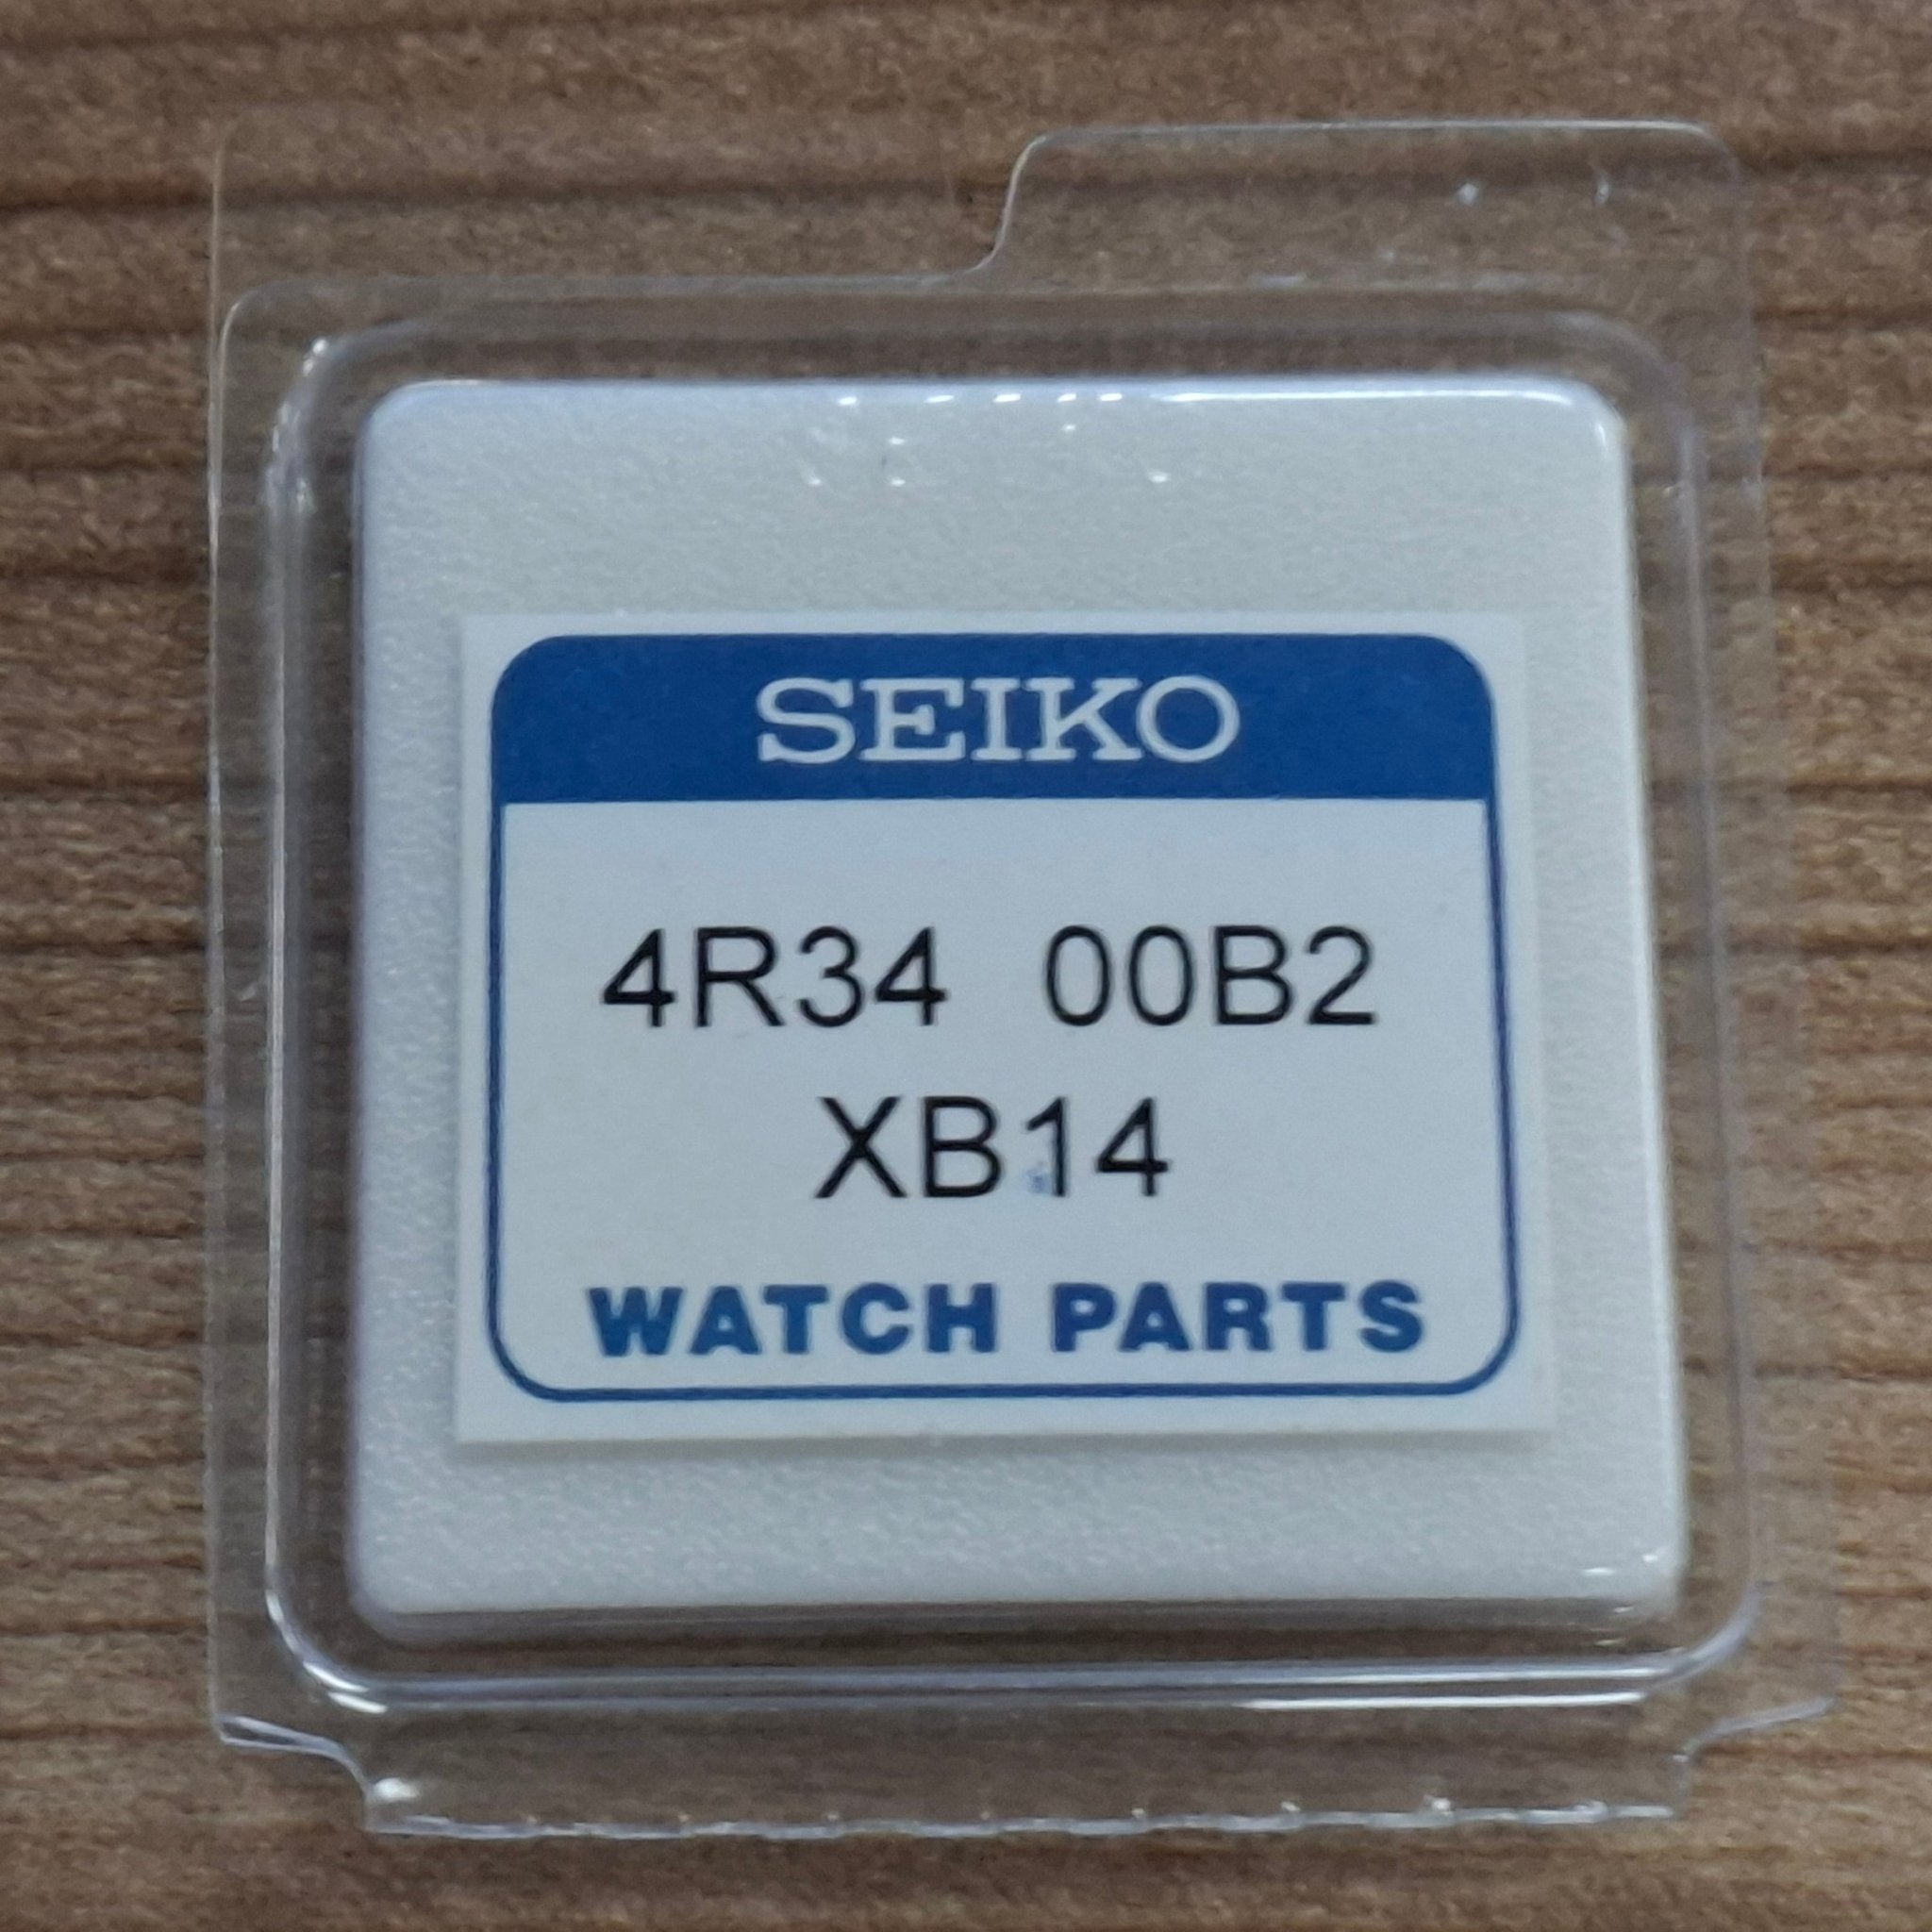 SEIKO
4R34 00B2
XB14
WATCH PARTS